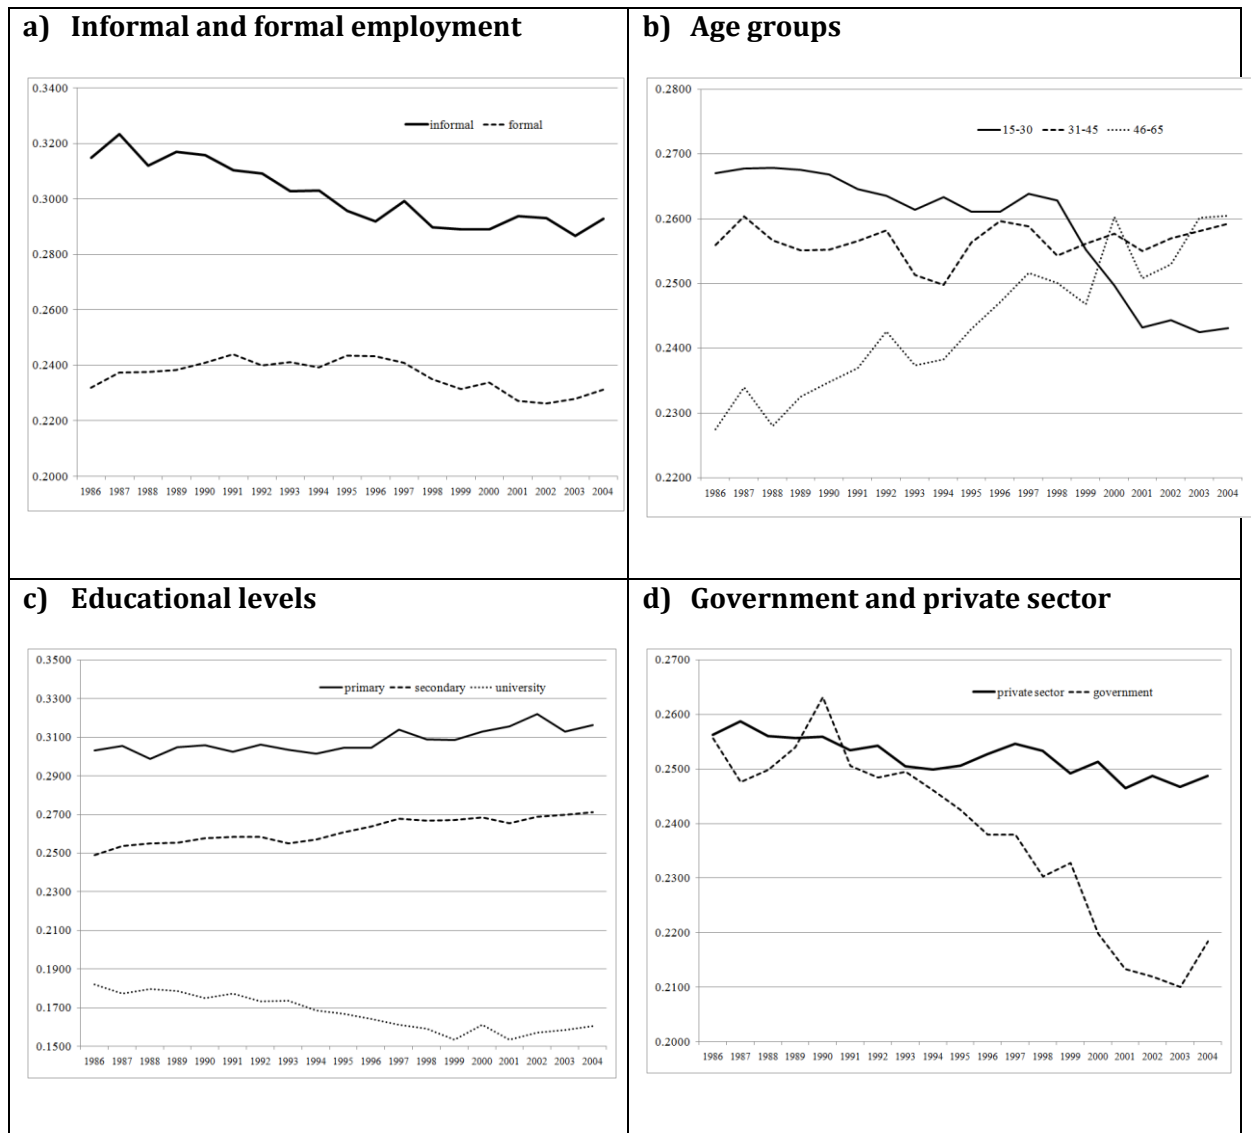 a) Informal and formal employment
0.3400
informal formal
0.3200
0.3000
0.2800
0.2600
0.2400
0.2200
0.2000
1986 1987 1988 1989 1990 1991 1992 1993 1994 1995 1996 1997 1998 1999 2000 2001 2002 2003 2004
b) Age groups
0.2800
15-30 31-45 46-65
0.2700
0.2600
0.2500
0.2400
0.2300
0.2200
1986 1987 1988 1989 1990 1991 1992 1993 1994 1995 1996 1997 1998 1999 2000 2001 2002 2003 2004
c) Educational levels
0.3500
primary secondary university
0.3300
0.3100
0.2900
0.2700
0.2500
0.2300
0.2100
0.1900
0.1700
0.1500
1986 1987 1988 1989 1990 1991 1992 1993 1994 1995 1996 1997 1998 1999 2000 2001 2002 2003 2004
d) Government and private sector
0.2700
private sector government
0.2600
0.2500
0.2400
0.2300
0.2200
0.2100
0.2000
1986 1987 1988 1989 1990 1991 1992 1993 1994 1995 1996 1997 1998 1999 2000 2001 2002 2003 2004